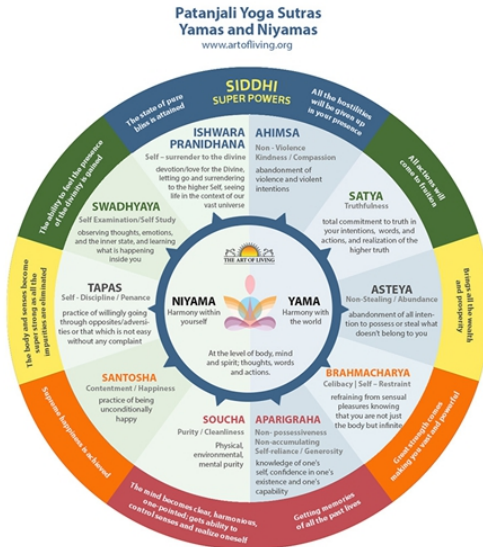 Patanjali Yoga Sutras
Yamas and Niyamas
www.artofliving.org
SIDDHI
SUPER POWERS
The state of pure
bliss is attained
All the hostilities
will be given up
in your presence
ISHWARA
PRANIDHANA
Self – surrender to the divine
devotion/love for the Divine,
letting go and surrendering
to the higher Self, seeing
life in the context of our
vast universe
AHIMSA
Non - Violence
Kindness / Compassion
abandonment of
violence and violent
intentions
The ability to feel the presence
of the divinity is gained
All actives will
come to fruition
SWADHYAYA
Self Examination/Self Study
observing thoughts, emotions,
and the inner state, and learning
what is happening
inside you
SATYA
Truthfulness
total commitment to truth in
your intentions, words, and
actions, and realization of the
higher truth
THE ART OF LIVING
The body and senses become
super strong as all the
impurities are eliminated
TAPAS
Self - Discipline / Penance
practice of willingly going
through opposites/adversi-
ties or that which is not easy
without any complaint
NIYAMA
Harmony within
yourself
YAMA
Harmony with
the world
At the level of body, mind
and spirit; thoughts, words
and actions.
ASTEYA
Non-Stealing / Abundance
abandonment of all inten-
tion to possess or steal what
doesn't belong to you
Brings all the wealth
and prosperity
SANTOSHA
Contentment / Happiness
practice of being
unconditionally
happy
BRAHMACHARYA
Celibacy | Self – Restraint
refraining from sensual
pleasures knowing
that you are not just
the body but infinite
Supreme happiness is achieved
Great strength comes
making you vast and powerful
SOUCHA
Purity / Cleanliness
Physical,
environmental,
mental purity
APARIGRAHA
Non- possessiveness
Non-accumulating
Self-reliance / Generosity
knowledge of one's
self, confidence in one's
existence and one's
capability
The mind becomes clear, harmonious,
one-pointed; gets ability to
control senses and realize oneself
Getting memories
of all the past lives